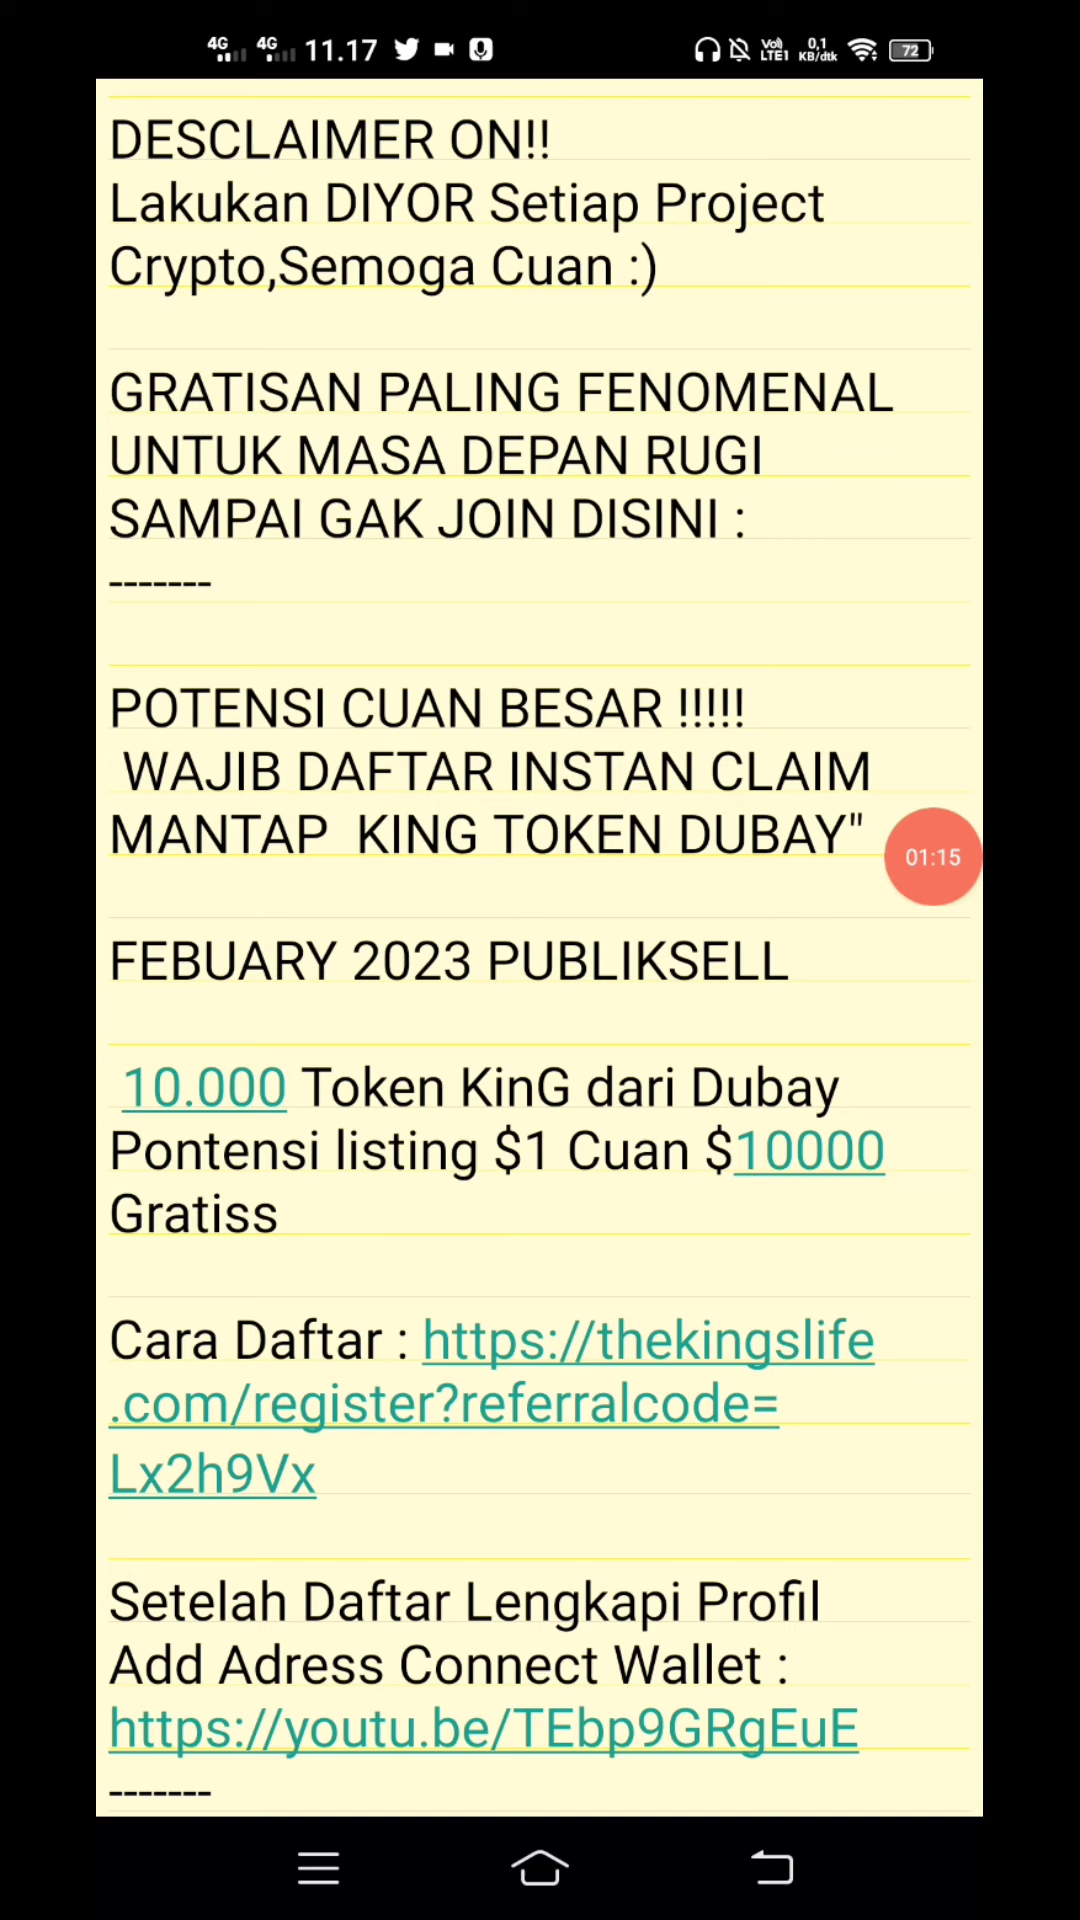 4G 4G 11.17 Vo) LTE1 0,1 KB/dtk 72
DESCLAIMER ON!!
Lakukan DIYOR Setiap Project
Crypto,Semoga Cuan :)
GRATISAN PALING FENOMENAL
UNTUK MASA DEPAN RUGI
SAMPAI GAK JOIN DISINI :
-------
POTENSI CUAN BESAR !!!!!
WAJIB DAFTAR INSTAN CLAIM
MANTAP  KING TOKEN DUBAY"
01:15
FEBUARY 2023 PUBLIKSELL
10.000 Token KinG dari Dubay
Pontensi listing $1 Cuan $10000
Gratiss
Cara Daftar : https://thekingslife
.com/register?referralcode=
Lx2h9Vx
Setelah Daftar Lengkapi Profil
Add Adress Connect Wallet :
https://youtu.be/TEbp9GRgEuE
-------